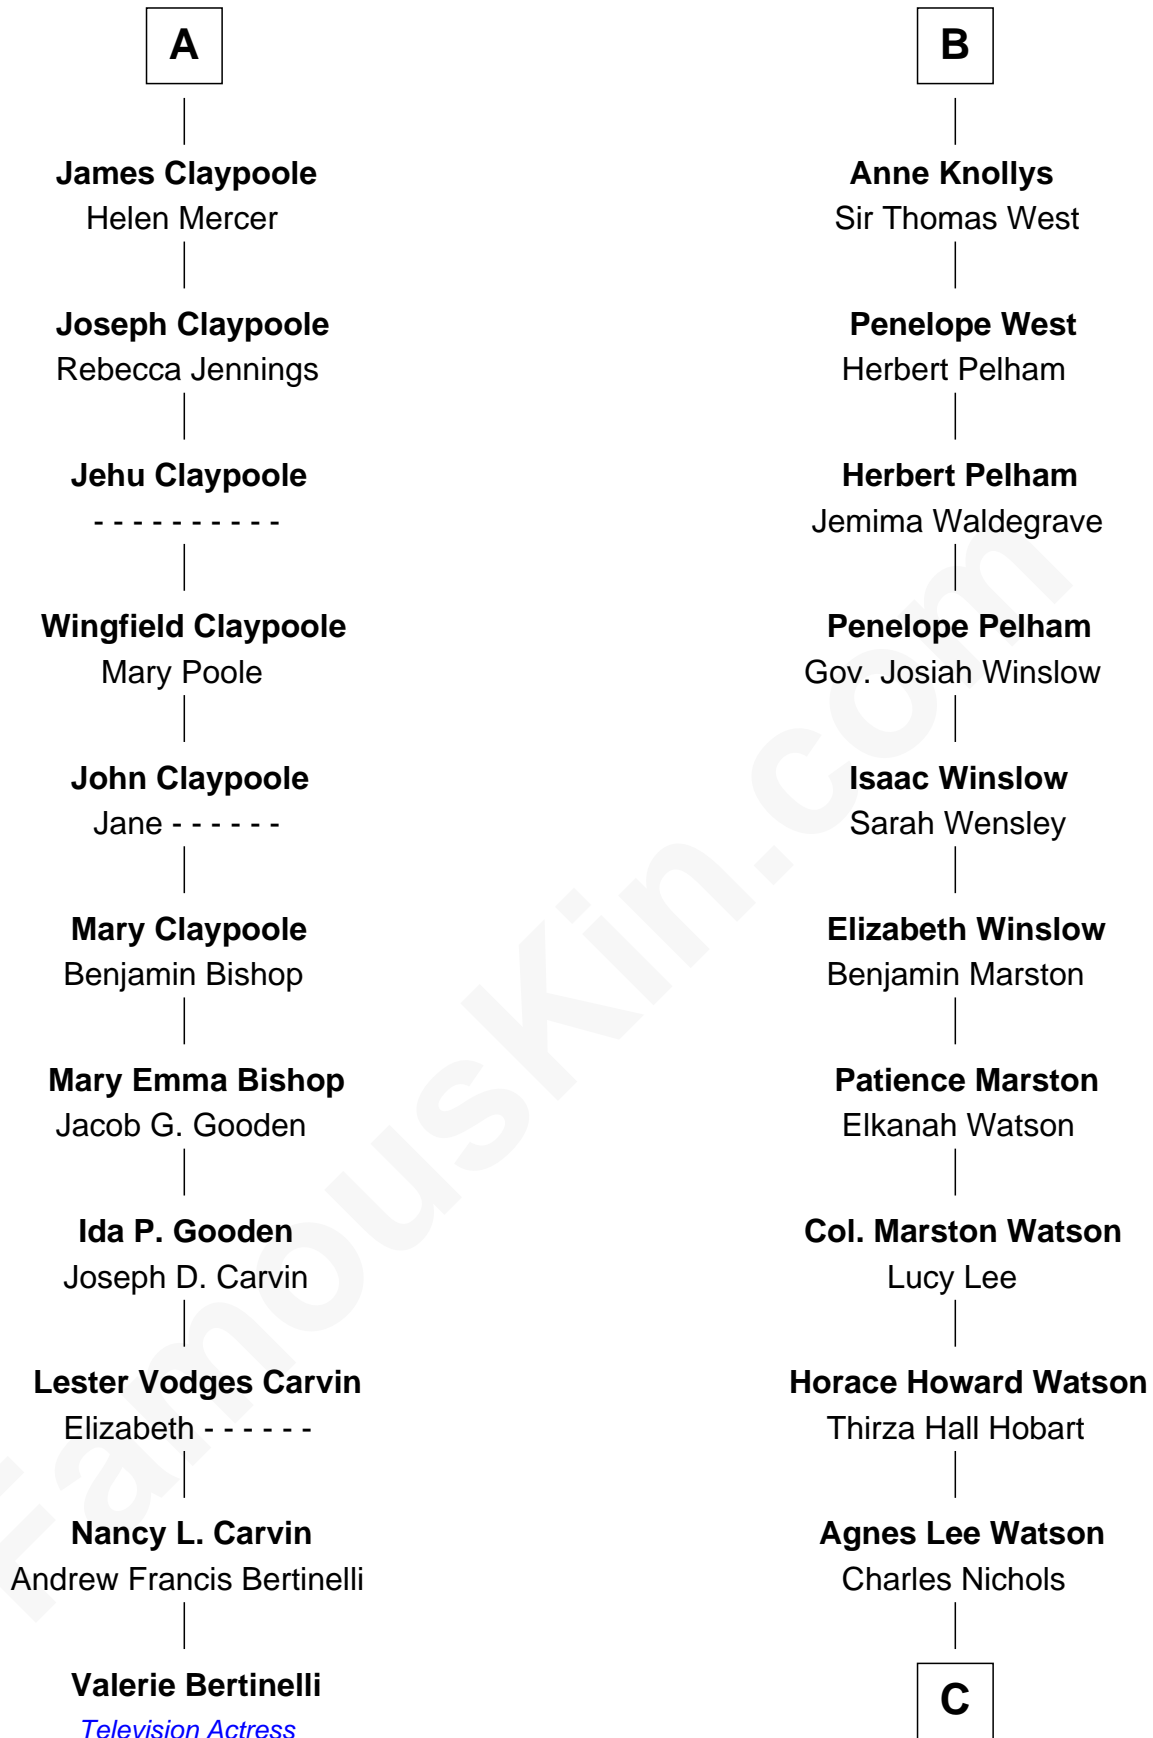 A
James Claypoole
Helen Mercer
Joseph Claypoole
Rebecca Jennings
Jehu Claypoole
- - - - - - - - - -
Wingfield Claypoole
Mary Poole
John Claypoole
Jane - - - - - -
Mary Claypoole
Benjamin Bishop
Mary Emma Bishop
Jacob G. Gooden
Ida P. Gooden
Joseph D. Carvin
Lester Vodges Carvin
Elizabeth - - - - - -
Nancy L. Carvin
Andrew Francis Bertinelli
Valerie Bertinelli
Television Actress
B
Anne Knollys
Sir Thomas West
Penelope West
Herbert Pelham
Herbert Pelham
Jemima Waldegrave
Penelope Pelham
Gov. Josiah Winslow
Isaac Winslow
Sarah Wensley
Elizabeth Winslow
Benjamin Marston
Patience Marston
Elkanah Watson
Col. Marston Watson
Lucy Lee
Horace Howard Watson
Thirza Hall Hobart
Agnes Lee Watson
Charles Nichols
C
FamousKin.com